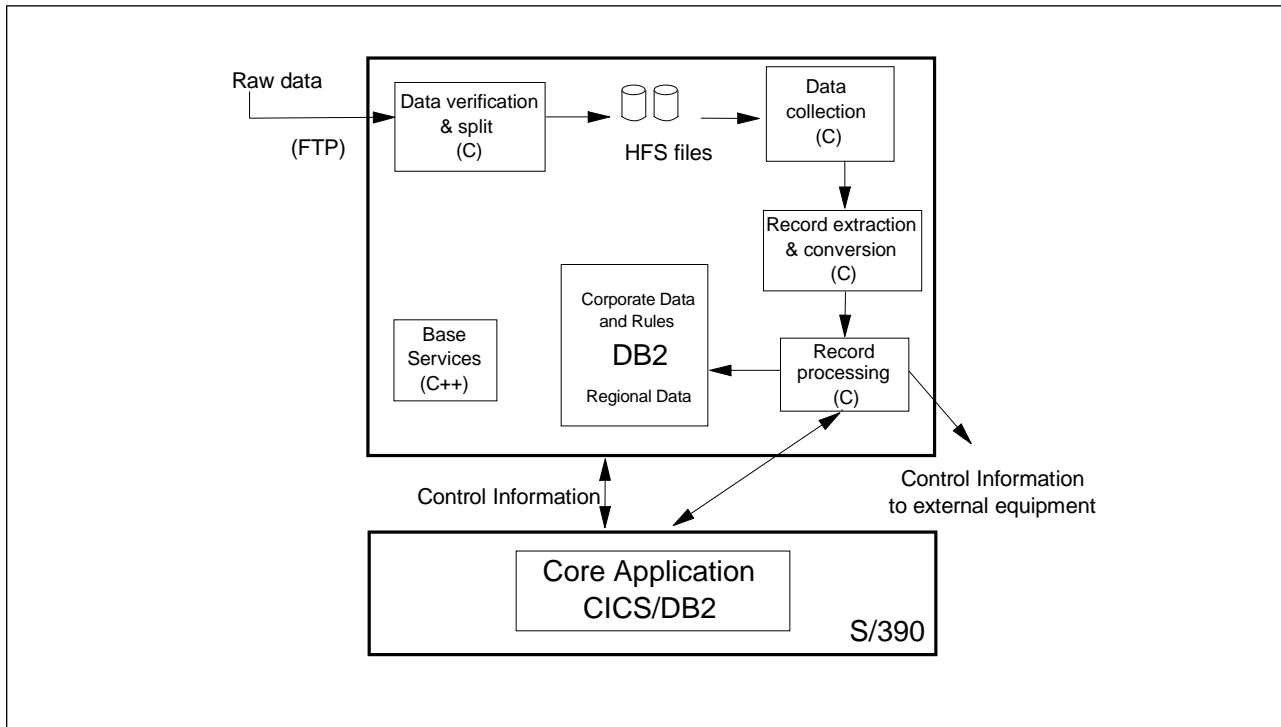 Raw data
(FTP)
Data verification
& split
(C)
HFS files
Data
collection
(C)
Record extraction
& conversion
(C)
Corporate Data
and Rules
DB2
Regional Data
Base
Services
(C++)
Record
processing
(C)
Control Information
Control Information
to external equipment
Core Application
CICS/DB2
S/390